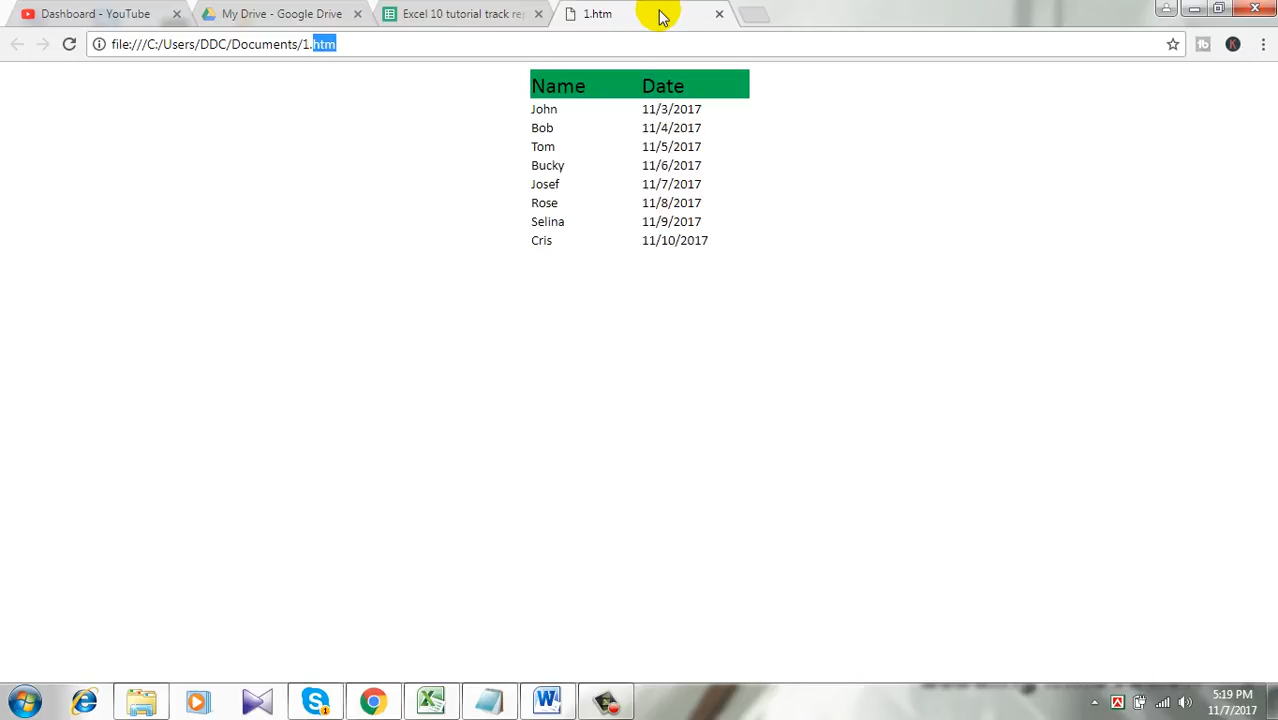 Dashboard - YouTube
My Drive - Google Drive
Excel 10 tutorial track re
1.htm
file:///C:/Users/DDC/Documents/1.htm
Name Date
John 11/3/2017
Bob 11/4/2017
Tom 11/5/2017
Bucky 11/6/2017
Josef 11/7/2017
Rose 11/8/2017
Selina 11/9/2017
Cris 11/10/2017
5:19 PM
11/7/2017